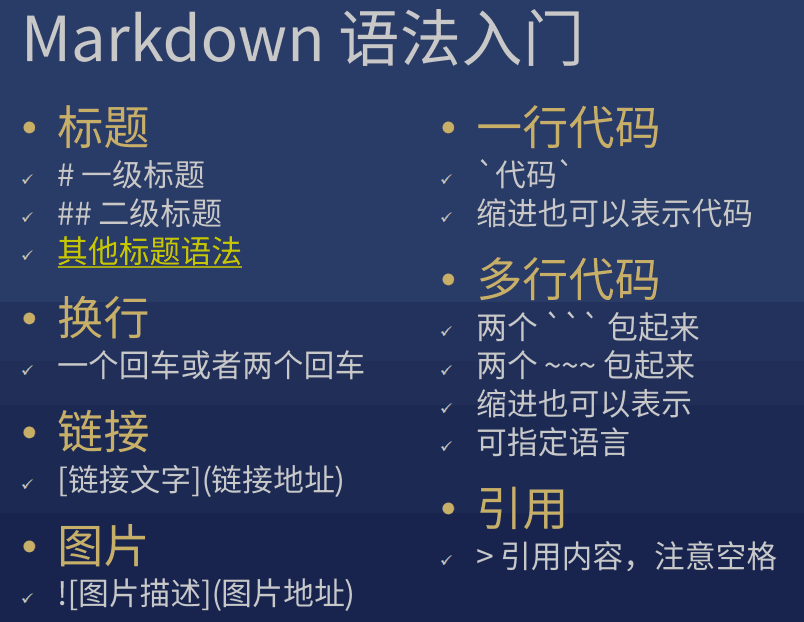 Markdown 语法入门
• 标题
✓ # 一级标题
✓ ## 二级标题
✓ 其他标题语法
• 换行
✓ 一个回车或者两个回车
• 链接
✓ [链接文字](链接地址)
• 图片
✓ ![图片描述](图片地址)
• 一行代码
✓ `代码`
✓ 缩进也可以表示代码
• 多行代码
✓ 两个 ``` 包起来
✓ 两个 ~~~ 包起来
✓ 缩进也可以表示
✓ 可指定语言
• 引用
✓ > 引用内容，注意空格